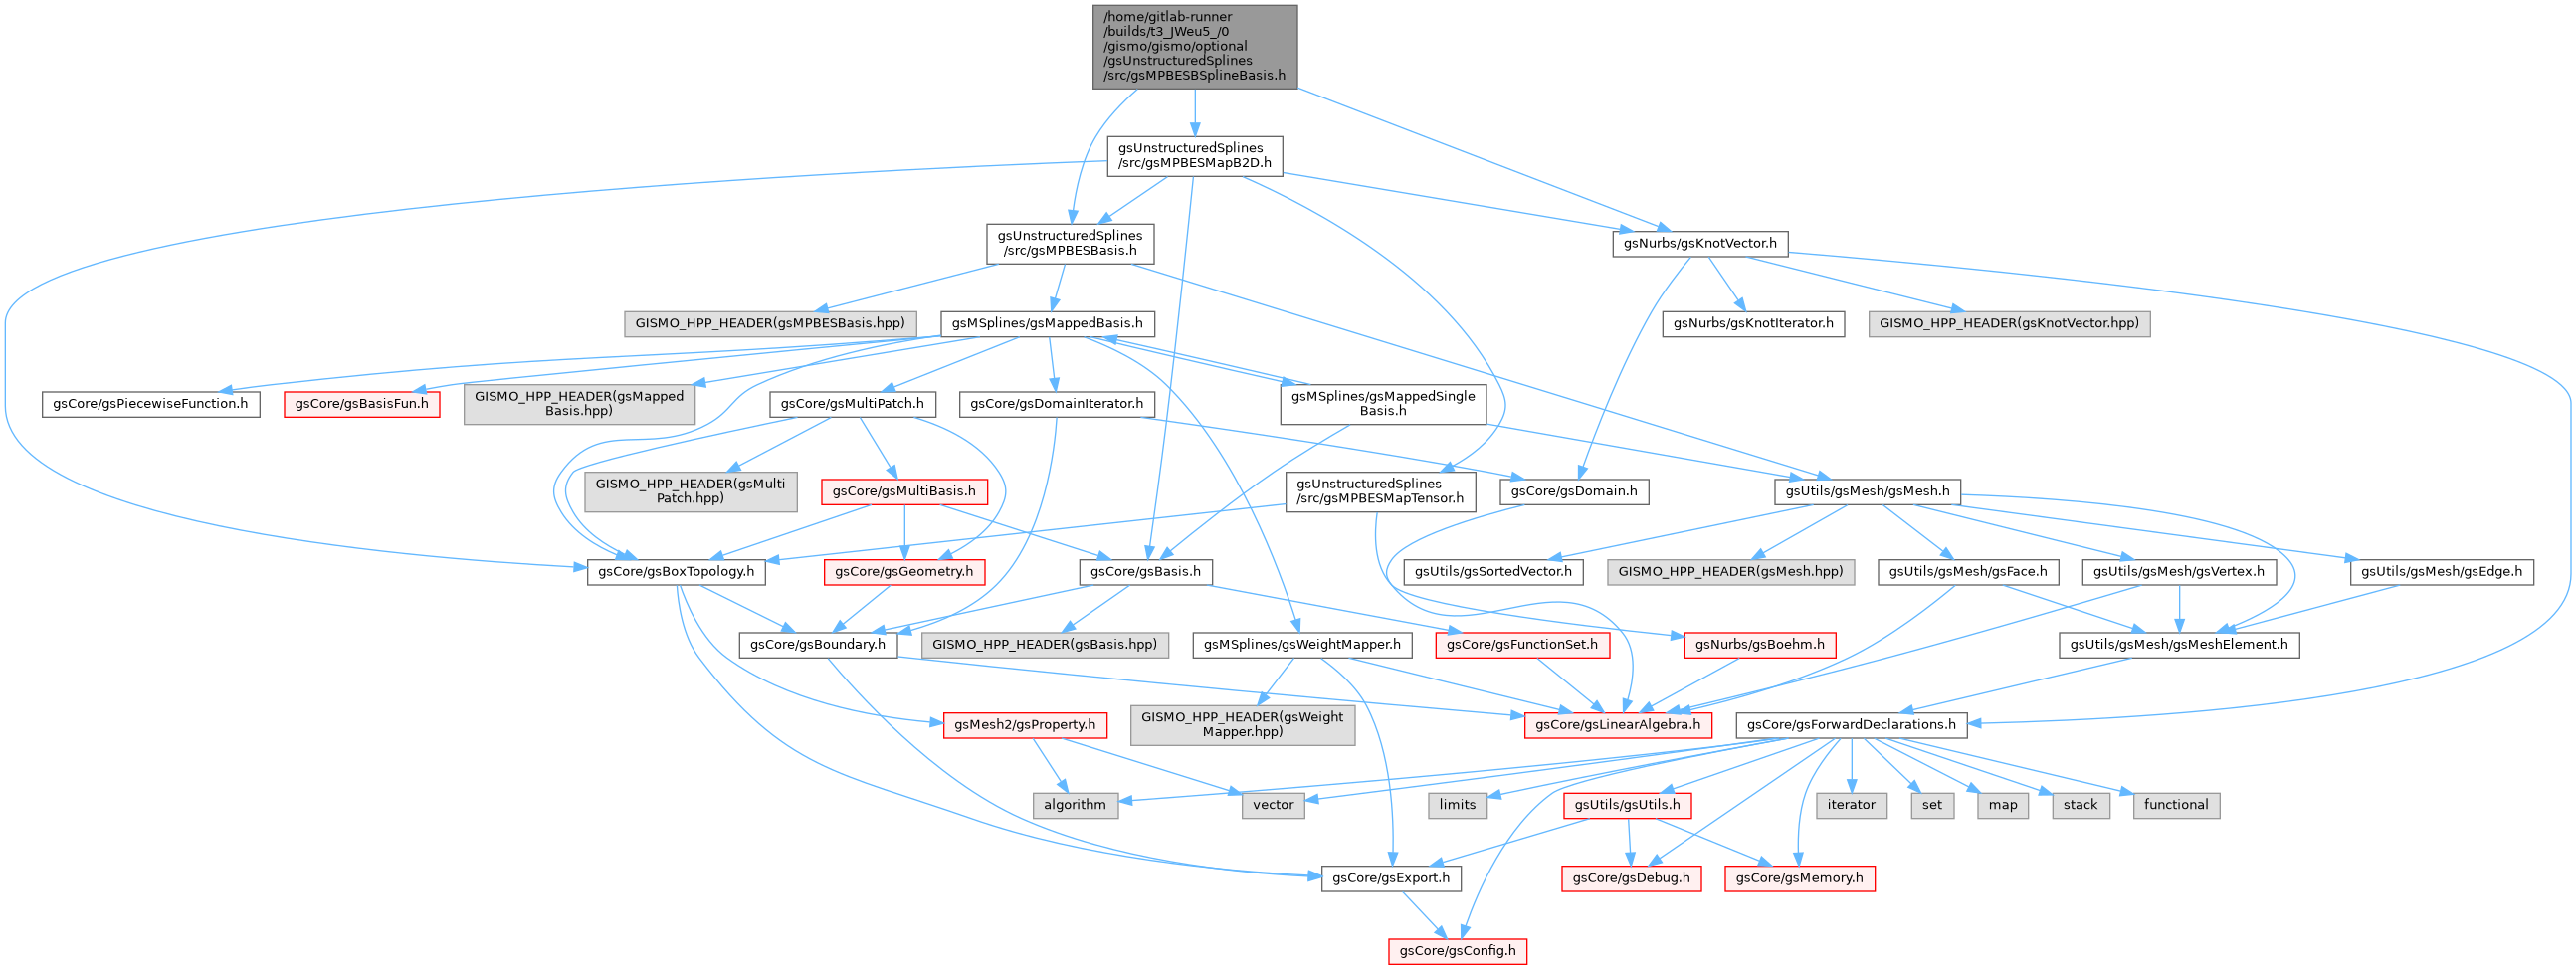 /home/gitlab-runner
/builds/t3_JWeu5_/0
/gismo/gismo/optional
/gsUnstructuredSplines
/src/gsMPBESBSplineBasis.h
gsUnstructuredSplines
/src/gsMPBESMapB2D.h
gsUnstructuredSplines
/src/gsMPBESBasis.h
gsNurbs/gsKnotVector.h
GISMO_HPP_HEADER(gsMPBESBasis.hpp)
gsMSplines/gsMappedBasis.h
gsNurbs/gsKnotIterator.h
GISMO_HPP_HEADER(gsKnotVector.hpp)
gsCore/gsPiecewiseFunction.h
gsCore/gsBasisFun.h
GISMO_HPP_HEADER(gsMapped
Basis.hpp)
gsCore/gsMultiPatch.h
gsCore/gsDomainIterator.h
gsMSplines/gsMappedSingle
Basis.h
GISMO_HPP_HEADER(gsMulti
Patch.hpp)
gsCore/gsMultiBasis.h
gsUnstructuredSplines
/src/gsMPBESMapTensor.h
gsCore/gsDomain.h
gsUtils/gsMesh/gsMesh.h
gsCore/gsBoxTopology.h
gsCore/gsGeometry.h
gsCore/gsBasis.h
gsUtils/gsSortedVector.h
GISMO_HPP_HEADER(gsMesh.hpp)
gsUtils/gsMesh/gsFace.h
gsUtils/gsMesh/gsVertex.h
gsUtils/gsMesh/gsEdge.h
gsCore/gsBoundary.h
GISMO_HPP_HEADER(gsBasis.hpp)
gsMSplines/gsWeightMapper.h
gsCore/gsFunctionSet.h
gsNurbs/gsBoehm.h
gsUtils/gsMesh/gsMeshElement.h
gsMesh2/gsProperty.h
GISMO_HPP_HEADER(gsWeight
Mapper.hpp)
gsCore/gsLinearAlgebra.h
gsCore/gsForwardDeclarations.h
algorithm
vector
limits
gsUtils/gsUtils.h
iterator
set
map
stack
functional
gsCore/gsExport.h
gsCore/gsDebug.h
gsCore/gsMemory.h
gsCore/gsConfig.h